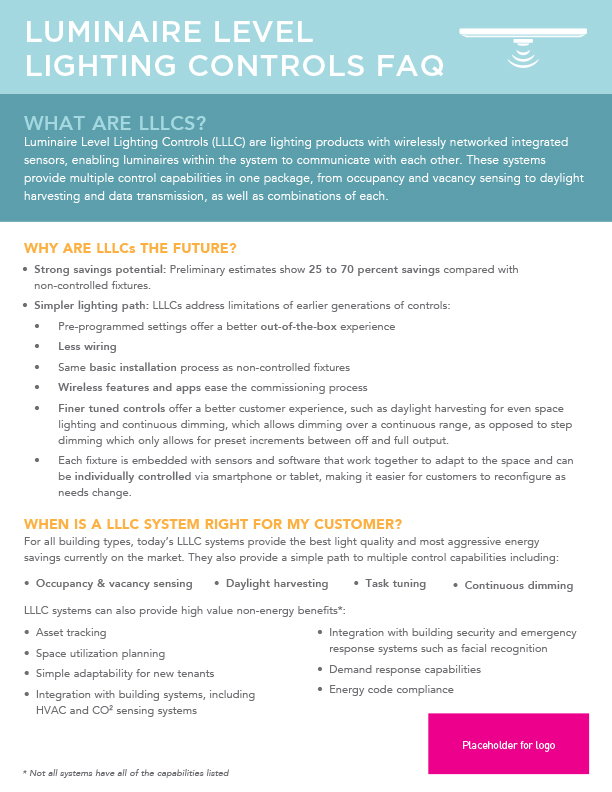 LUMINAIRE LEVEL
LIGHTING CONTROLS FAQ
WHAT ARE LLLCS?
Luminaire Level Lighting Controls (LLLC) are lighting products with wirelessly networked integrated
sensors, enabling luminaires within the system to communicate with each other. These systems
provide multiple control capabilities in one package, from occupancy and vacancy sensing to daylight
harvesting and data transmission, as well as combinations of each.
WHY ARE LLLCs THE FUTURE?
• Strong savings potential: Preliminary estimates show 25 to 70 percent savings compared with
non-controlled fixtures.
• Simpler lighting path: LLLCs address limitations of earlier generations of controls:
• Pre-programmed settings offer a better out-of-the-box experience
• Less wiring
• Same basic installation process as non-controlled fixtures
• Wireless features and apps ease the commissioning process
• Finer tuned controls offer a better customer experience, such as daylight harvesting for even space
lighting and continuous dimming, which allows dimming over a continuous range, as opposed to step
dimming which only allows for preset increments between off and full output.
• Each fixture is embedded with sensors and software that work together to adapt to the space and can
be individually controlled via smartphone or tablet, making it easier for customers to reconfigure as
needs change.
WHEN IS A LLLC SYSTEM RIGHT FOR MY CUSTOMER?
For all building types, today's LLLC systems provide the best light quality and most aggressive energy
savings currently on the market. They also provide a simple path to multiple control capabilities including:
• Occupancy & vacancy sensing • Daylight harvesting • Task tuning • Continuous dimming
LLLC systems can also provide high value non-energy benefits*:
• Asset tracking
• Space utilization planning
• Simple adaptability for new tenants
• Integration with building systems, including
HVAC and CO² sensing systems
• Integration with building security and emergency
response systems such as facial recognition
• Demand response capabilities
• Energy code compliance
Placeholder for logo
* Not all systems have all of the capabilities listed